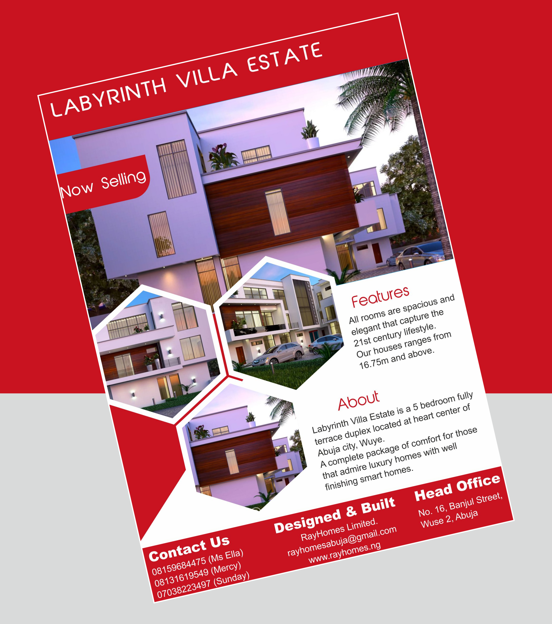 LABYRINTH VILLA ESTATE
Now Selling
Features
All rooms are spacious and
elegant that capture the
21st century lifestyle.
Our houses ranges from
16.75m and above.
About
Labyrinth Villa Estate is a 5 bedroom fully
terrace duplex located at heart center of
Abuja city, Wuye.
A complete package of comfort for those
that admire luxury homes with well
finishing smart homes.
Contact Us
08159684475 (Ms Ella)
08131619549 (Mercy)
07038223497 (Sunday)
Designed & Built
RayHomes Limited.
rayhomesabuja@gmail.com
www.rayhomes.ng
Head Office
No. 16, Banjul Street,
Wuse 2, Abuja